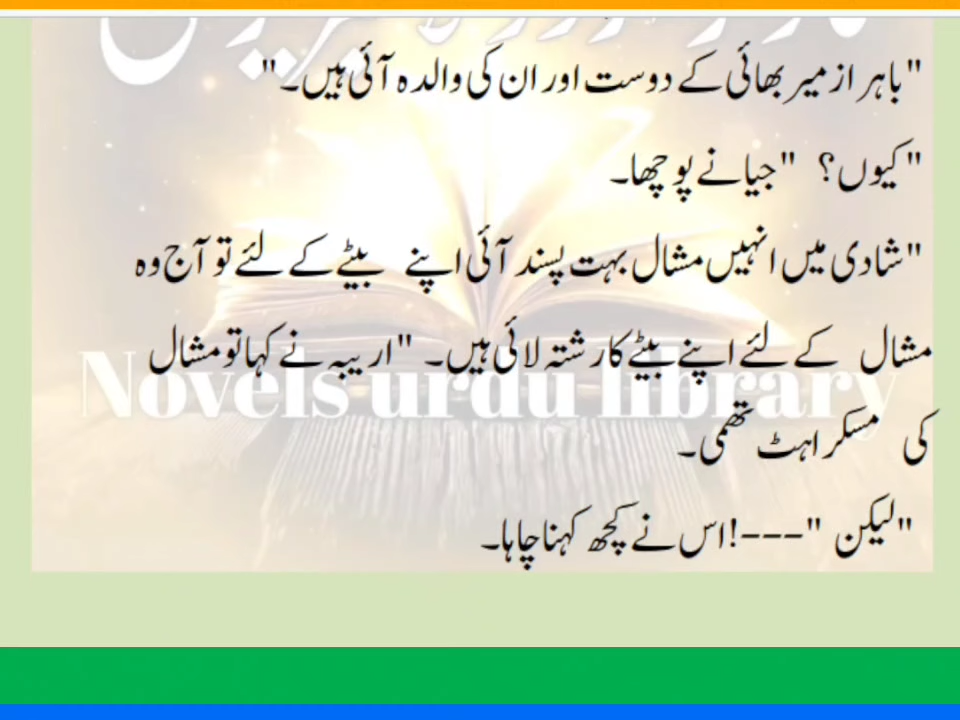 "باہر ازمیر بھائی کے دوست اور ان کی والدہ آئی ہیں۔"
"کیوں؟ "جیا نے پوچھا۔
"شادی میں انہیں مشال بہت پسند آئی اپنے بیٹے کے لئے تو آج وہ
مشال کے لئے اپنے بیٹے کا رشتہ لائی ہیں۔ "اریبہ نے کہا تو مشال
Novels urdu library
کی مسکراہٹ تھمی۔
"لیکن "---!اس نے کچھ کہنا چاہا۔